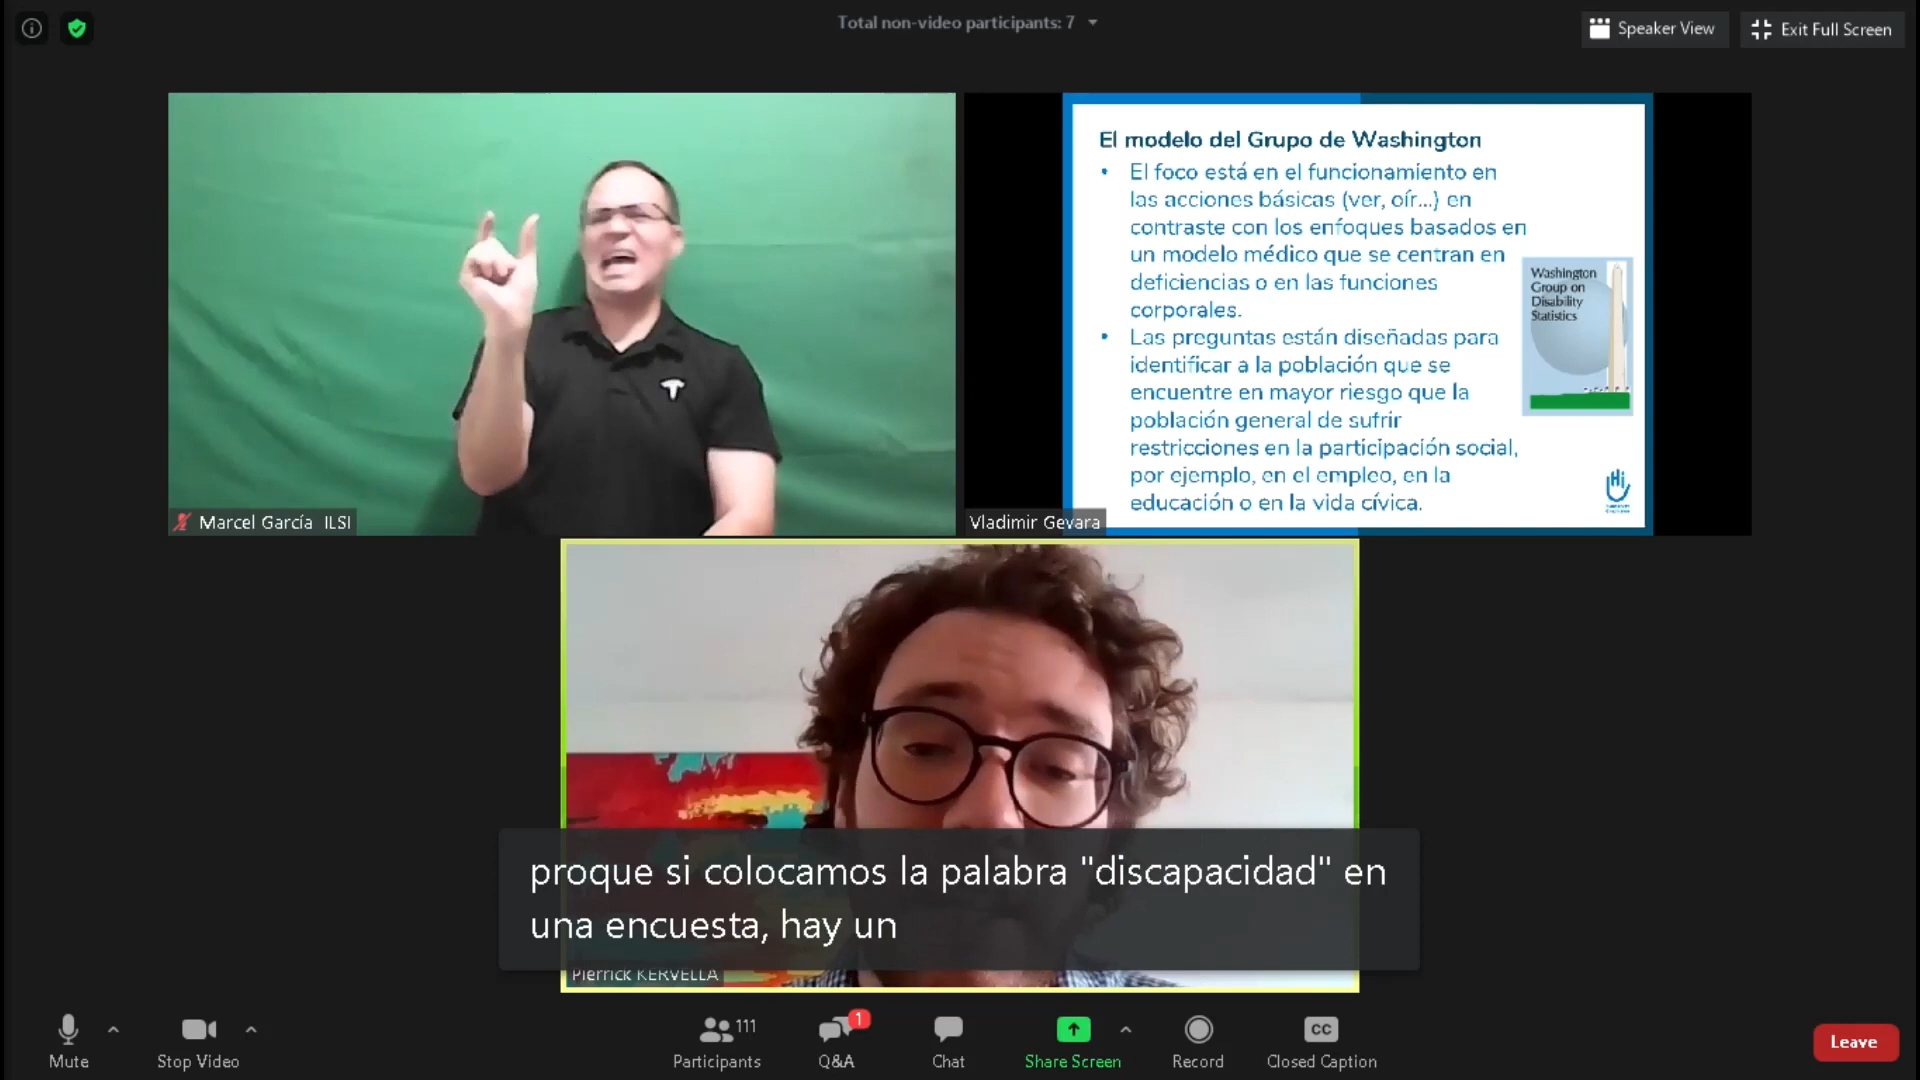 Total non-video participants: 7
Speaker View
Exit Full Screen
Marcel García ILSI
El modelo del Grupo de Washington
• El foco está en el funcionamiento en
las acciones básicas (ver, oír...) en
contraste con los enfoques basados en
un modelo médico que se centran en
deficiencias o en las funciones
corporales.
• Las preguntas están diseñadas para
identificar a la población que se
encuentre en mayor riesgo que la
población general de sufrir
restricciones en la participación social,
por ejemplo, en el empleo, en la
educación o en la vida cívica.
Washington
Group on
Disability
Statistics
Hi
Vladimir Gevara
proque si colocamos la palabra "discapacidad" en
una encuesta, hay un
Pierrick KERVELLA
Mute
Stop Video
111
Participants
1
Q&A
Chat
Share Screen
Record
CC
Closed Caption
Leave